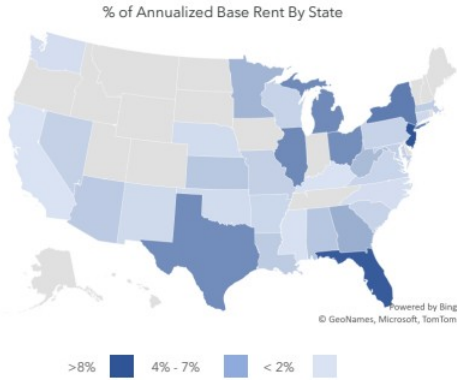 % of Annualized Base Rent By State
Powered by Bing
© GeoNames, Microsoft, TomTom
>8% 4% - 7% < 2%